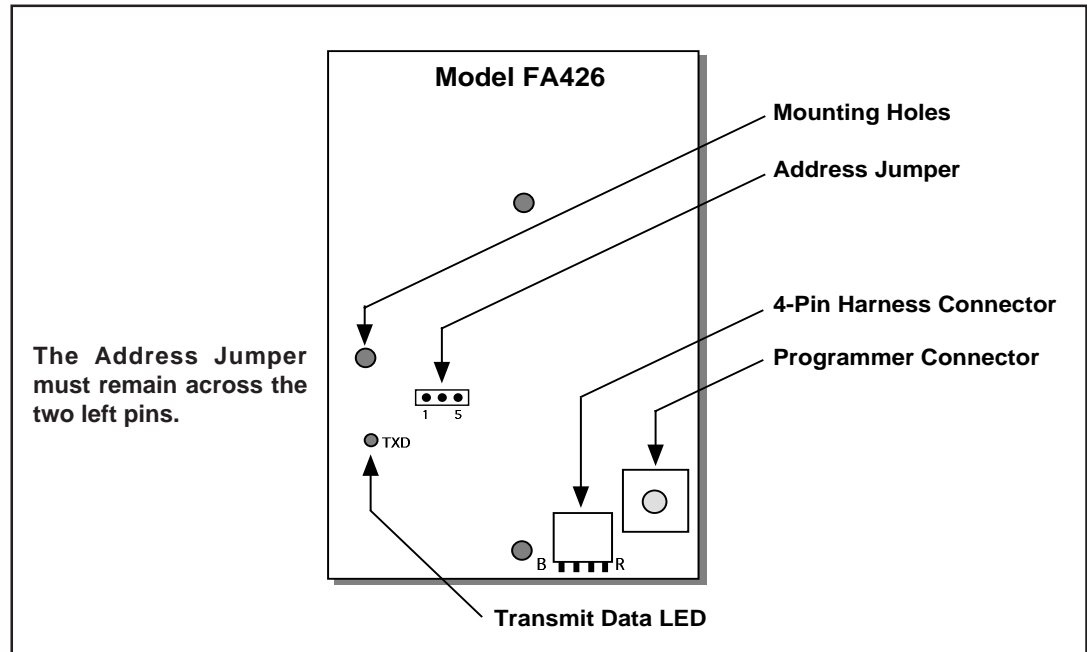 Model FA426
Mounting Holes
Address Jumper
4-Pin Harness Connector
Programmer Connector
The Address Jumper
must remain across the
two left pins.
1 5
TXD
B R
Transmit Data LED